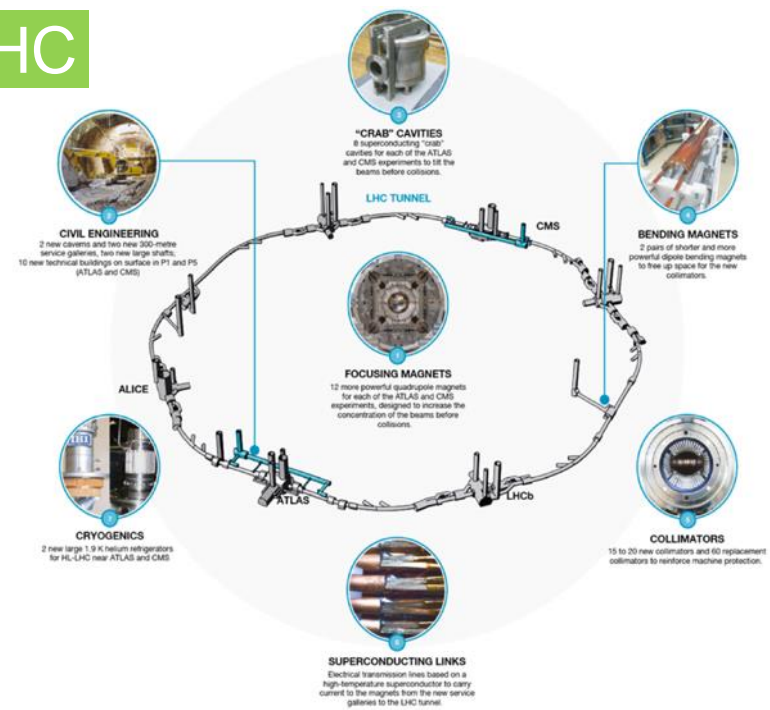 HC
3
"CRAB" CAVITIES
8 superconducting "crab"
cavities for each of the ATLAS
and CMS experiments to tilt the
beams before collisions.
2
CIVIL ENGINEERING
2 new caverns and two new 300-metre
service galleries, two new large shafts;
10 new technical buildings on surface in P1 and P5
(ATLAS and CMS)
LHC TUNNEL
CMS
4
BENDING MAGNETS
2 pairs of shorter and more
powerful dipole bending magnets
to free up space for the new
collimators.
1
FOCUSING MAGNETS
12 more powerful quadrupole magnets
for each of the ATLAS and CMS
experiments, designed to increase the
concentration of the beams before
collisions.
ALICE
ATLAS
LHCb
7
CRYOGENICS
2 new large 1.9 K helium refrigerators
for HL-LHC near ATLAS and CMS
5
COLLIMATORS
15 to 20 new collimators and 60 replacement
collimators to reinforce machine protection.
6
SUPERCONDUCTING LINKS
Electrical transmission lines based on a
high-temperature superconductor to carry
current to the magnets from the new service
galleries to the LHC tunnel.